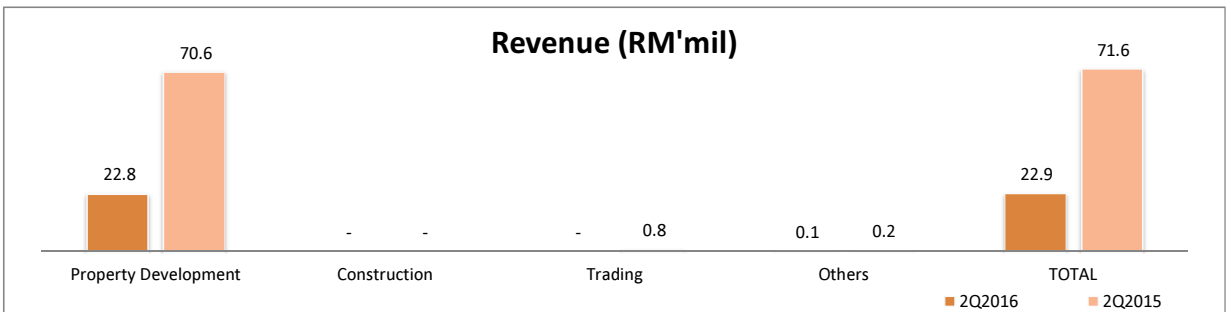 Revenue (RM'mil)
70.6
71.6
22.8
22.9
-
-
-
0.8
0.1
0.2
Property Development
Construction
Trading
Others
TOTAL
2Q2016
2Q2015